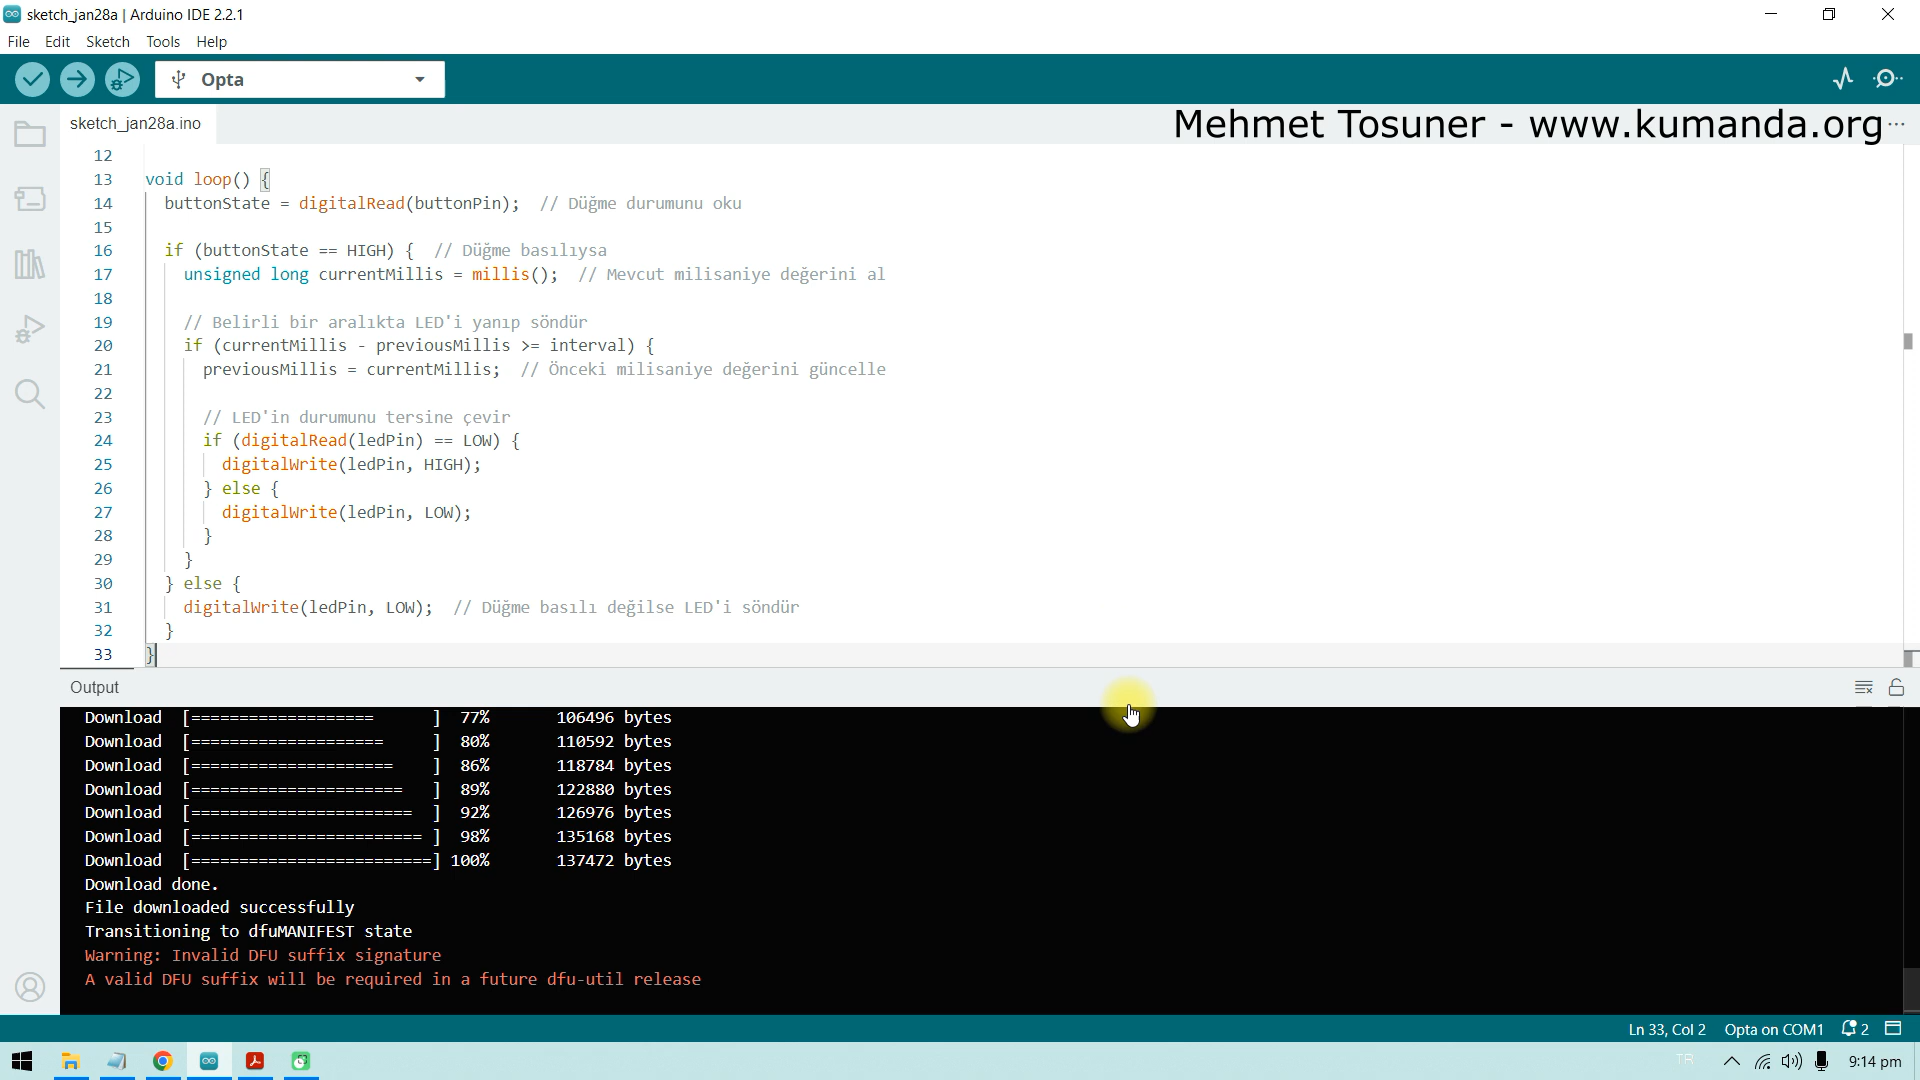 sketch_jan28a | Arduino IDE 2.2.1
File Edit Sketch Tools Help
Opta
sketch_jan28a.ino
Mehmet Tosuner - www.kumanda.org
12
13 void loop() {
14 buttonState = digitalRead(buttonPin); // Düğme durumunu oku
15
16 if (buttonState == HIGH) { // Düğme basılıysa
17 unsigned long currentMillis = millis(); // Mevcut milisaniye değerini al
18
19 // Belirli bir aralıkta LED'i yanıp söndür
20 if (currentMillis - previousMillis >= interval) {
21 previousMillis = currentMillis; // Önceki milisaniye değerini güncelle
22
23 // LED'in durumunu tersine çevir
24 if (digitalRead(ledPin) == LOW) {
25 digitalWrite(ledPin, HIGH);
26 } else {
27 digitalWrite(ledPin, LOW);
28 }
29 }
30 } else {
31 digitalWrite(ledPin, LOW); // Düğme basılı değilse LED'i söndür
32 }
33 }
Output
Download [=================== ] 77% 106496 bytes
Download [==================== ] 80% 110592 bytes
Download [===================== ] 86% 118784 bytes
Download [====================== ] 89% 122880 bytes
Download [======================= ] 92% 126976 bytes
Download [======================== ] 98% 135168 bytes
Download [=========================] 100% 137472 bytes
Download done.
File downloaded successfully
Transitioning to dfuMANIFEST state
Warning: Invalid DFU suffix signature
A valid DFU suffix will be required in a future dfu-util release
Ln 33, Col 2 Opta on COM1 2
TR 9:14 pm